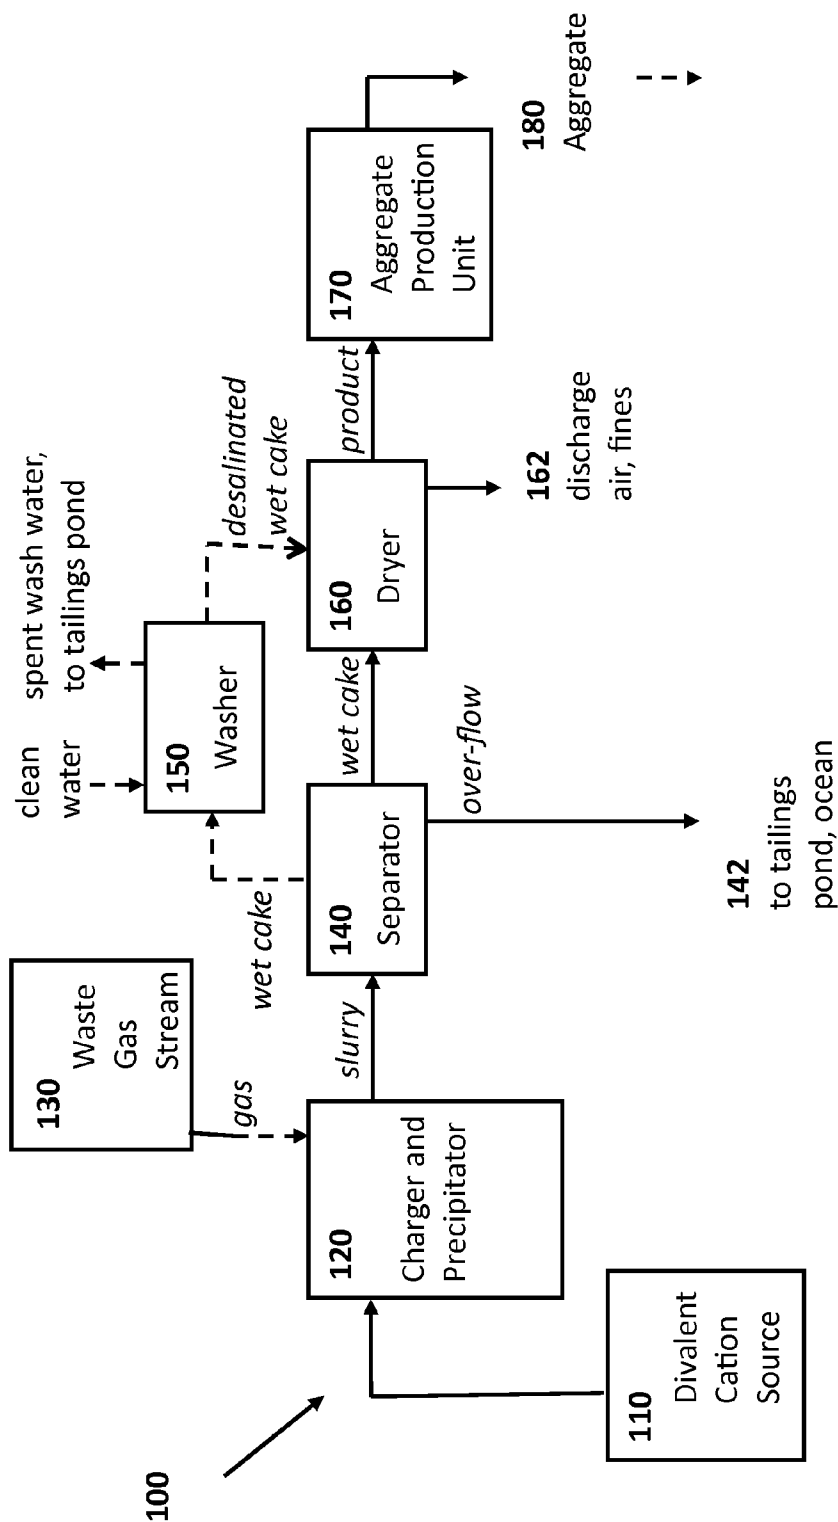 100
110
Divalent
Cation
Source
120
Charger and
Precipitator
130
Waste
Gas
Stream
gas
slurry
140
Separator
wet cake
wet cake
over-flow
142
to tailings
pond, ocean
clean
water
150
Washer
spent wash water,
to tailings pond
desalinated
wet cake
160
Dryer
162
discharge
air, fines
product
170
Aggregate
Production
Unit
180
Aggregate